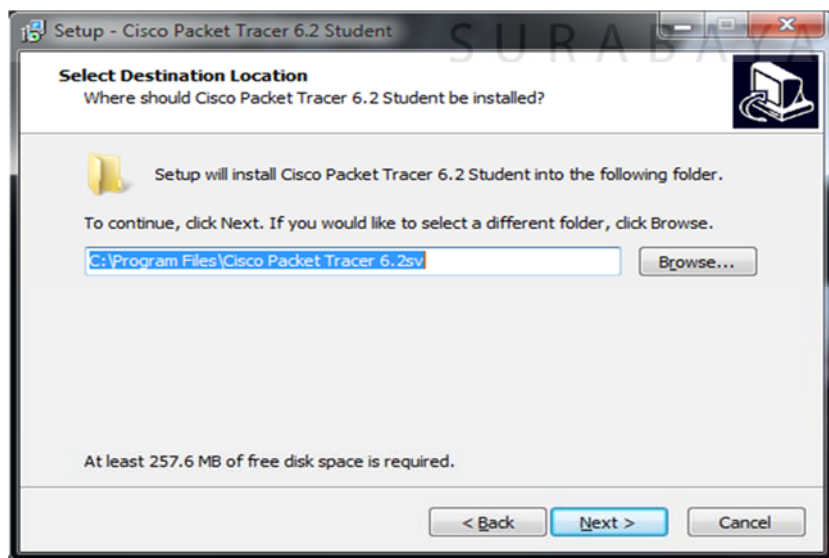 Setup - Cisco Packet Tracer 6.2 Student
SURABAYA
Select Destination Location
Where should Cisco Packet Tracer 6.2 Student be installed?
Setup will install Cisco Packet Tracer 6.2 Student into the following folder.
To continue, click Next. If you would like to select a different folder, click Browse.
C:\Program Files\Cisco Packet Tracer 6.2sv
Browse...
At least 257.6 MB of free disk space is required.
< Back Next > Cancel